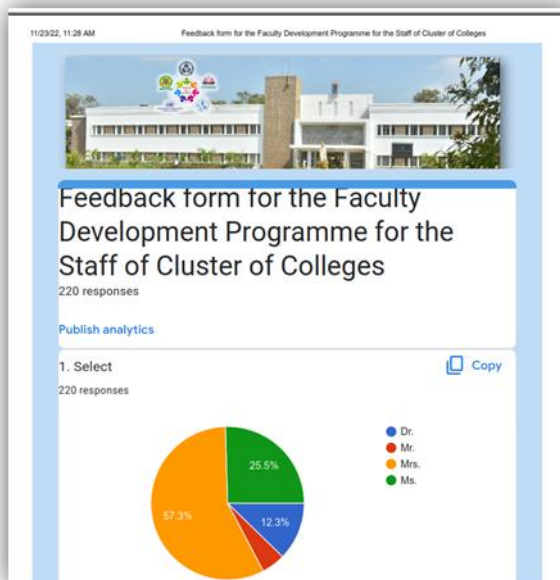 11/23/22, 11:28 AM Feedback form for the Faculty Development Programme for the Staff of Cluster of Colleges
Feedback form for the Faculty
Development Programme for the
Staff of Cluster of Colleges
220 responses
Publish analytics
1. Select
Copy
220 responses
Dr.
Mr.
Mrs.
Ms.
25.5%
57.3%
12.3%